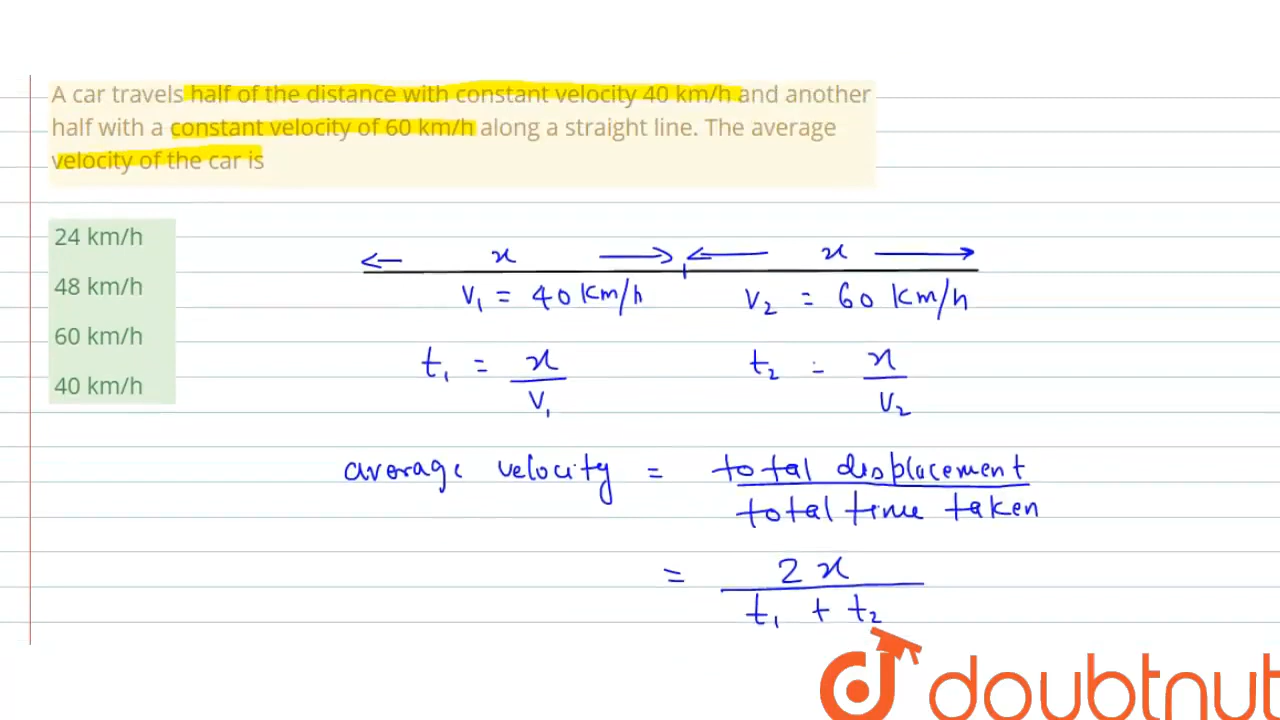 A car travels half of the distance with constant velocity 40 km/h and another
half with a constant velocity of 60 km/h along a straight line. The average
velocity of the car is
24 km/h
48 km/h
60 km/h
40 km/h
x x
V₁ = 40 Km/h V₂ = 60 Km/h
t₁ = x/V₁ t₂ = x/V₂
average velocity = total displacement / total time taken
= 2x / t₁ + t₂
doubtnut